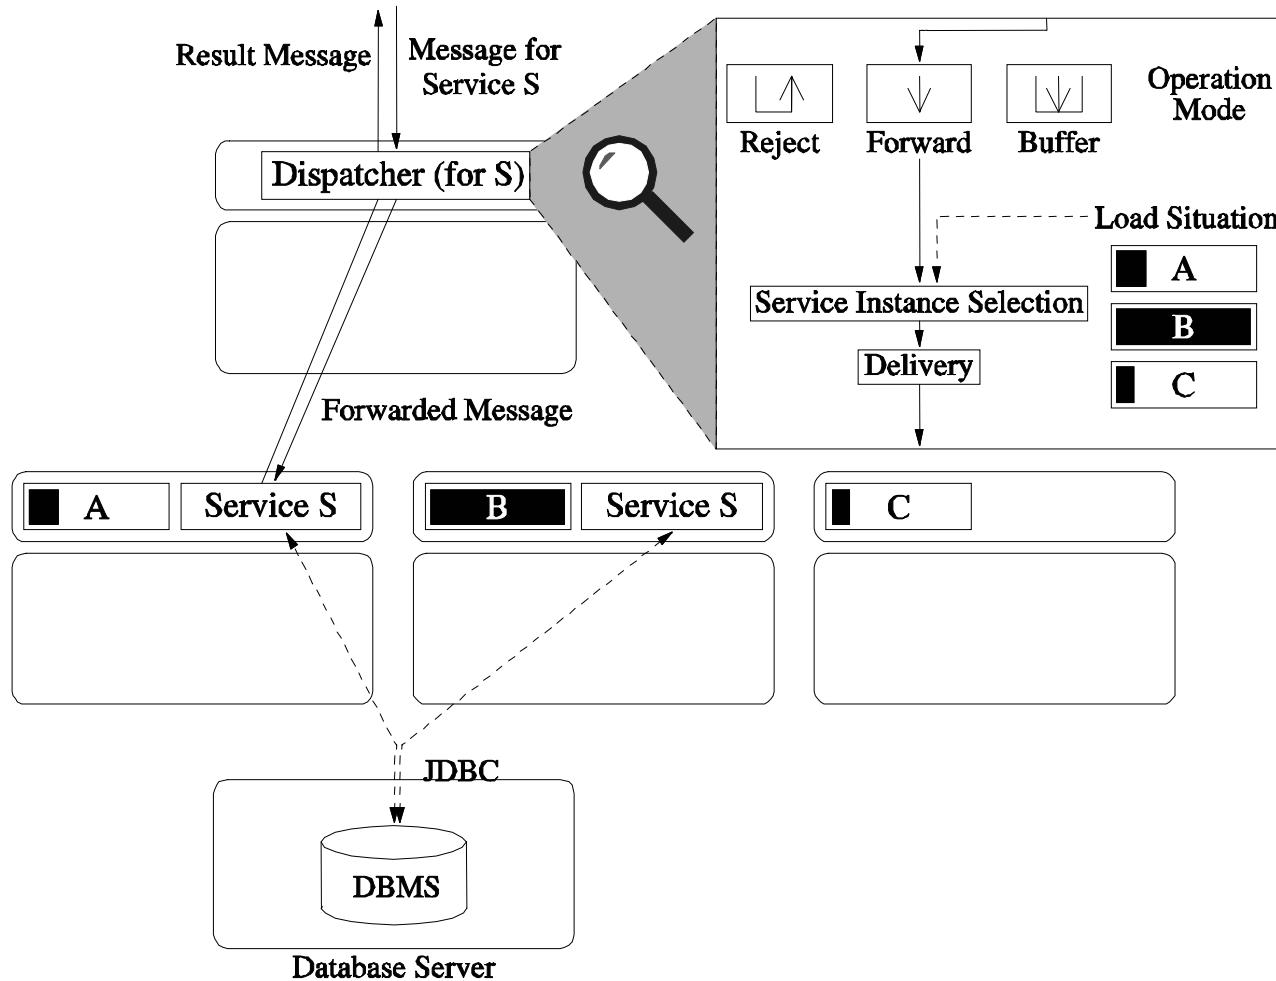 Result Message
Message for
Service S
Dispatcher (for S)
Reject
Forward
Buffer
Operation
Mode
Load Situation
A
B
C
Service Instance Selection
Delivery
Forwarded Message
A
Service S
B
Service S
C
JDBC
DBMS
Database Server